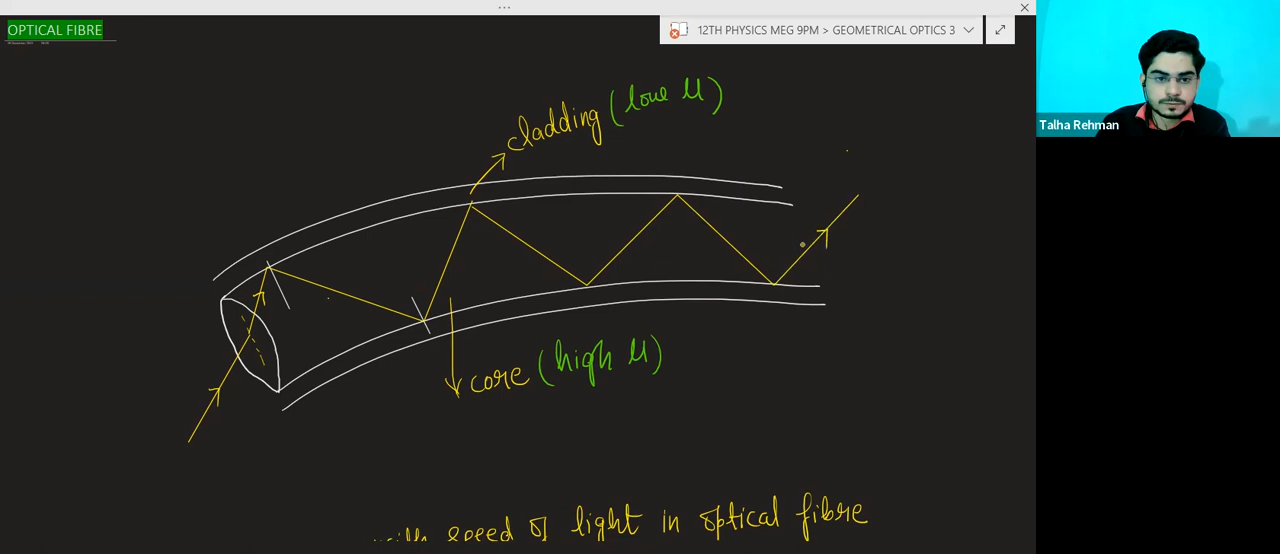 OPTICAL FIBRE
12TH PHYSICS MEG 9PM > GEOMETRICAL OPTICS 3
Talha Rehman
cladding (low μ)
core (high μ)
with speed of light in optical fibre